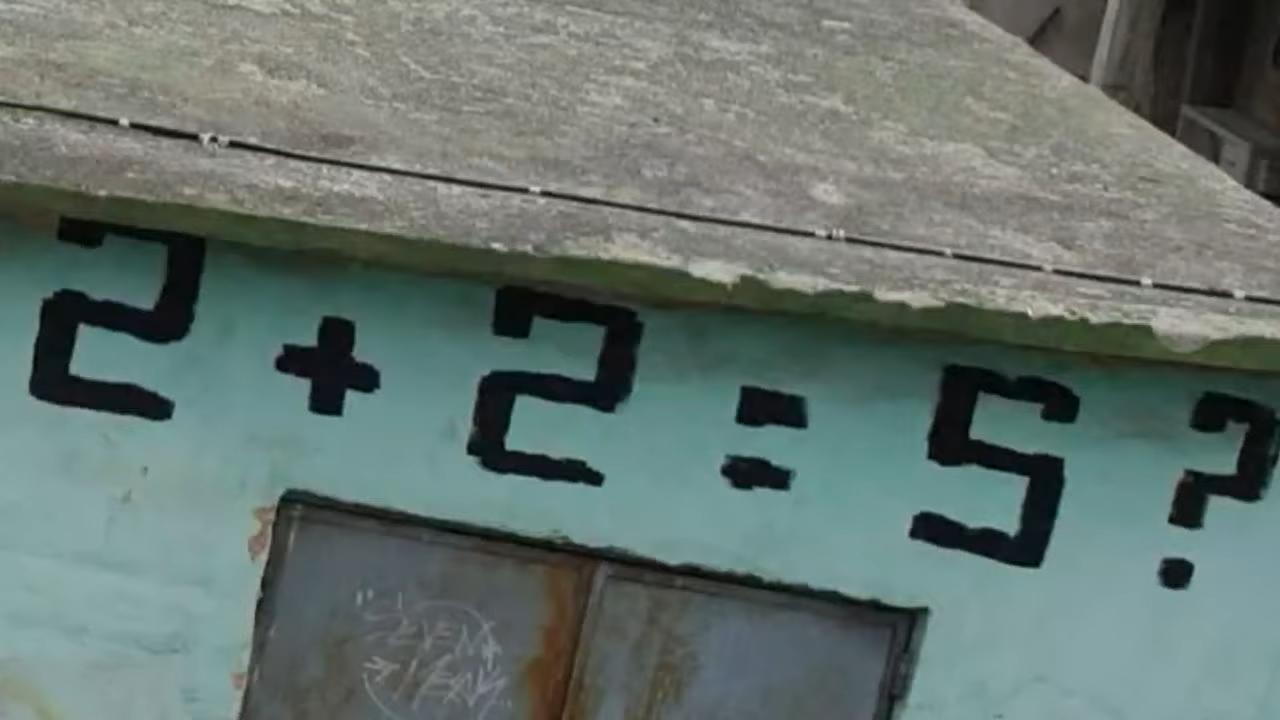 2 + 2 = 5 ?